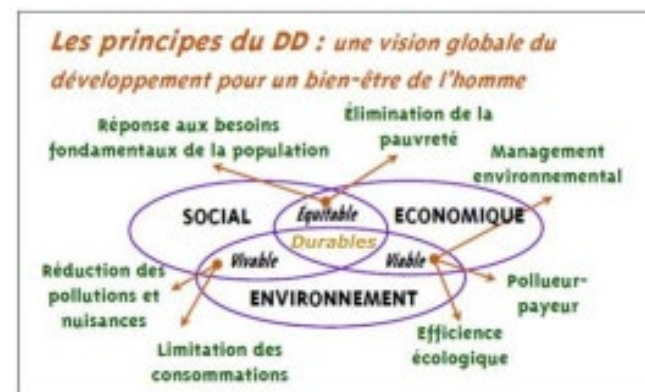 Les principes du DD : une vision globale du
développement pour un bien-être de l'homme
Réponse aux besoins
fondamentaux de la population
Élimination de la
pauvreté
Management
environnemental
SOCIAL
Equitable
ECONOMIQUE
Durables
Vivable
Viable
ENVIRONNEMENT
Réduction des
pollutions et
nuisances
Limitation des
consommations
Efficience
écologique
Pollueur-
payeur